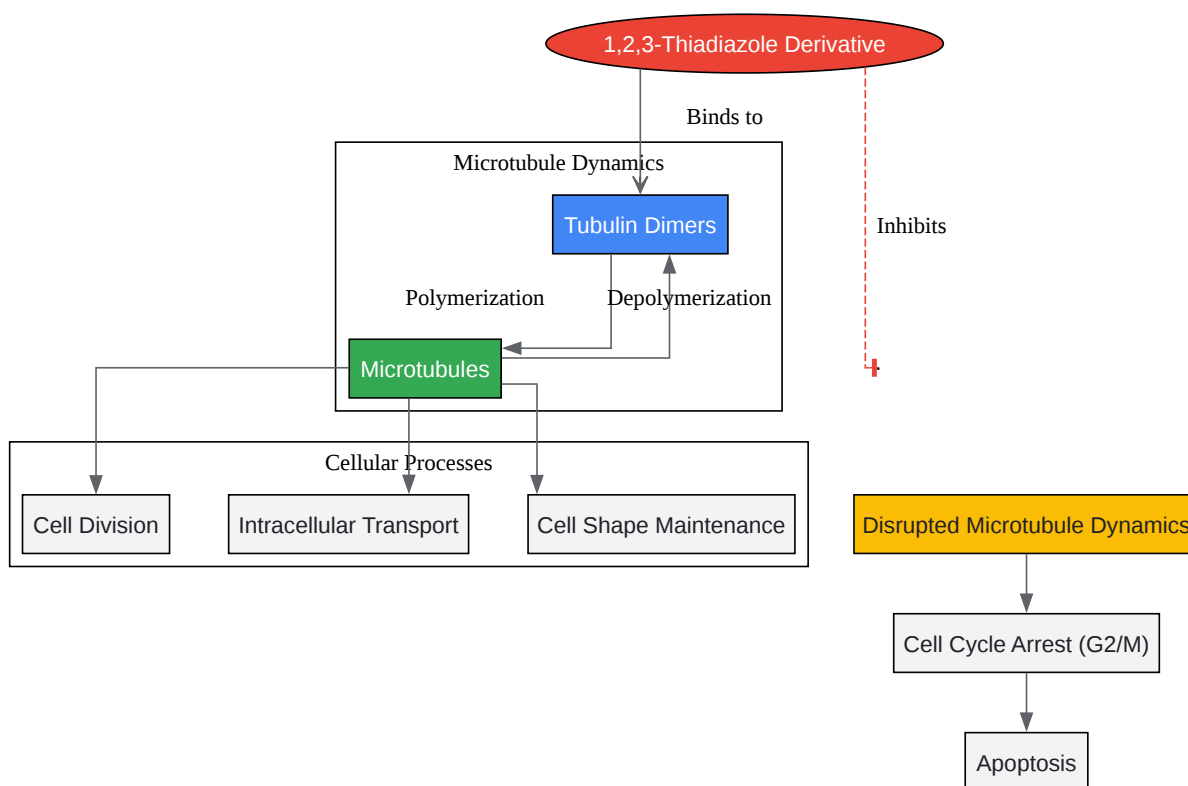 1,2,3-Thiadiazole Derivative
Binds to
Microtubule Dynamics
Tubulin Dimers
Inhibits
Polymerization
Depolymerization
Microtubules
Cellular Processes
Cell Division
Intracellular Transport
Cell Shape Maintenance
Disrupted Microtubule Dynamics
Cell Cycle Arrest (G2/M)
Apoptosis